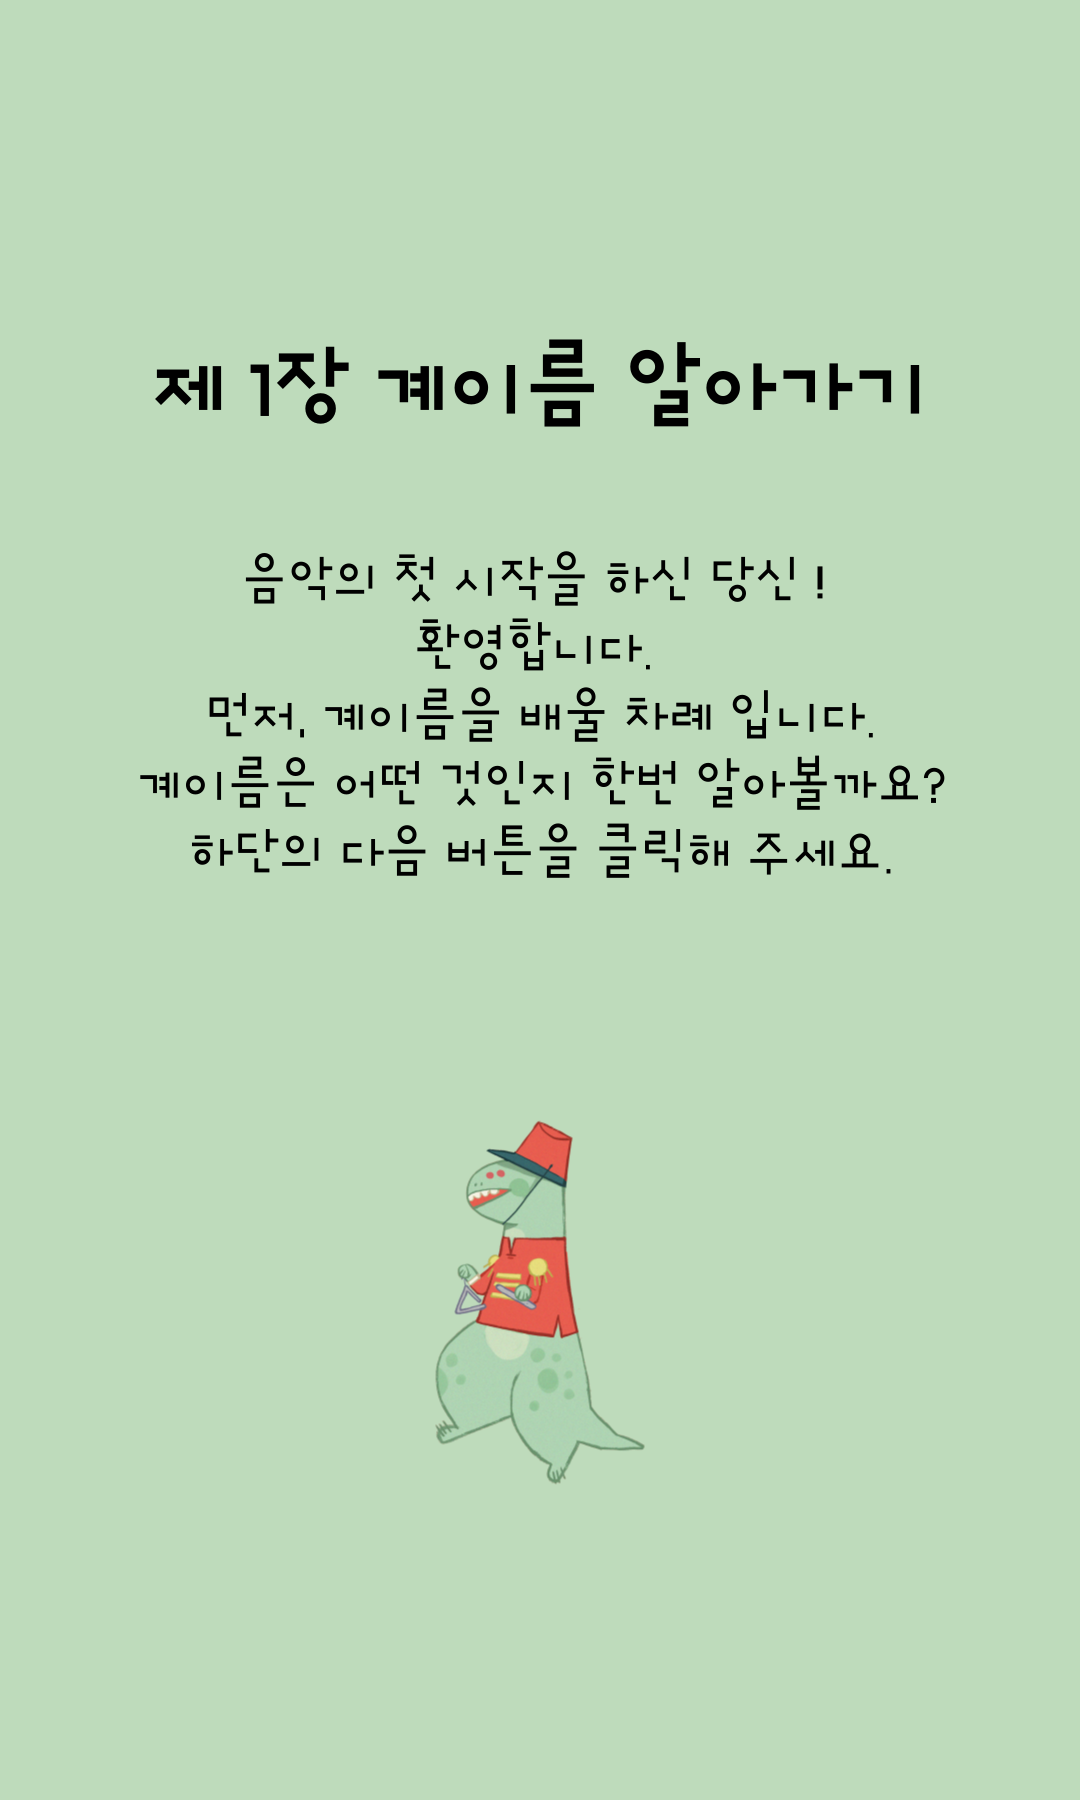 제 1장 계이름 알아가기
음악의 첫 시작을 하신 당신 !
환영합니다.
먼저, 계이름을 배울 차례 입니다.
계이름은 어떤 것인지 한번 알아볼까요?
하단의 다음 버튼을 클릭해 주세요.